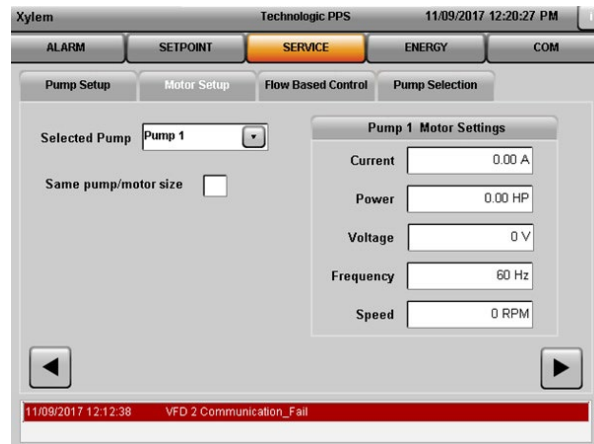 Xylem Technologic PPS 11/09/2017 12:20:27 PM
ALARM SETPOINT SERVICE ENERGY COM
Pump Setup Motor Setup Flow Based Control Pump Selection
Selected Pump Pump 1
Same pump/motor size
Pump 1 Motor Settings
Current 0.00 A
Power 0.00 HP
Voltage 0 V
Frequency 60 Hz
Speed 0 RPM
11/09/2017 12:12:38 VFD 2 Communication_Fail